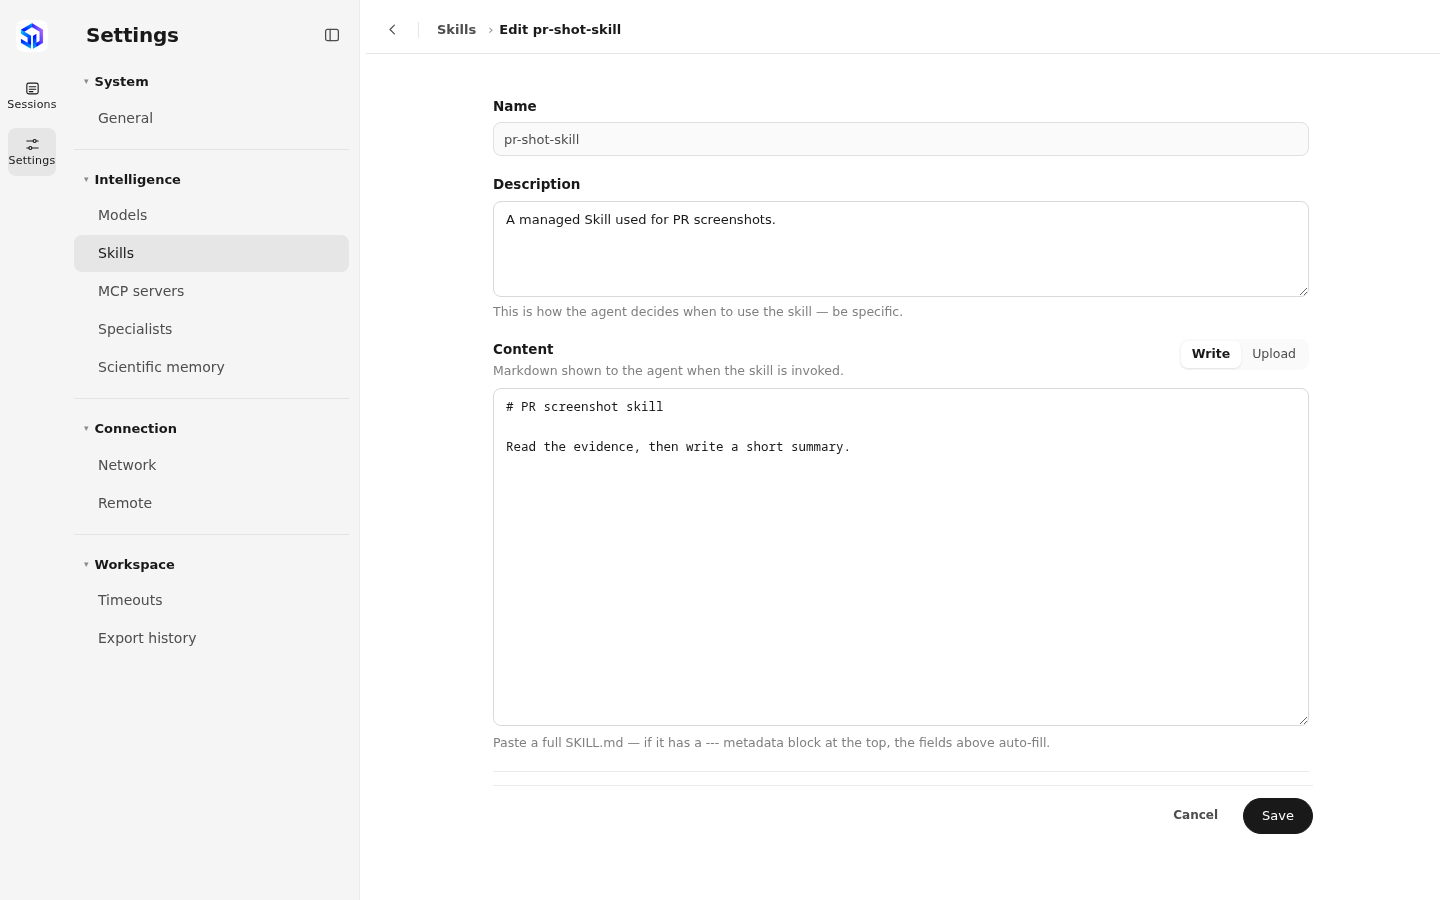 Settings
Sessions
Settings
System
General
Intelligence
Models
Skills
MCP servers
Specialists
Scientific memory
Connection
Network
Remote
Workspace
Timeouts
Export history
Skills › Edit pr-shot-skill
Name
pr-shot-skill
Description
A managed Skill used for PR screenshots.
This is how the agent decides when to use the skill — be specific.
Content
Write Upload
Markdown shown to the agent when the skill is invoked.
# PR screenshot skill
Read the evidence, then write a short summary.
Paste a full SKILL.md — if it has a --- metadata block at the top, the fields above auto-fill.
Cancel Save